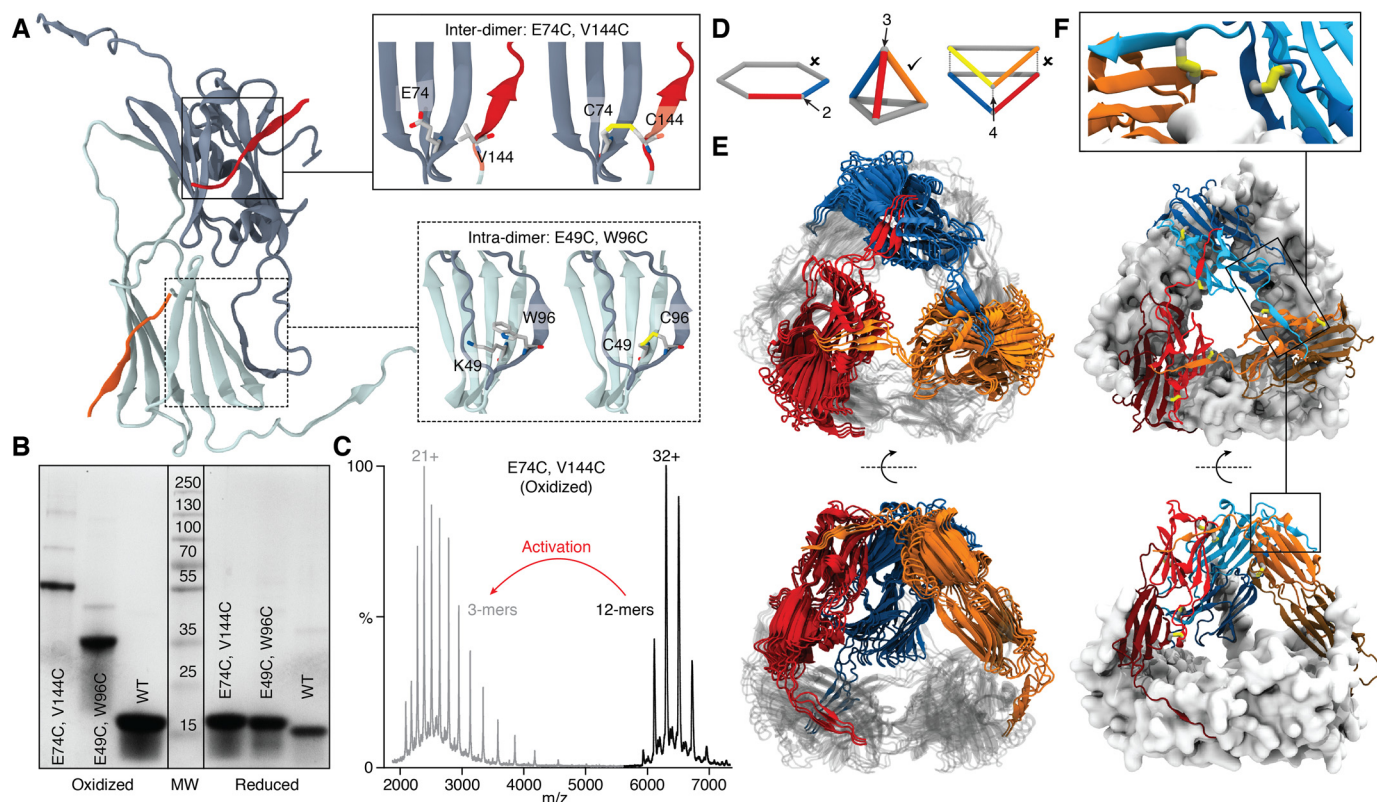 A
Inter-dimer: E74C, V144C
E74
V144
C74
C144
Intra-dimer: E49C, W96C
W96
K49
C96
C49
B
250
130
100
70
55
35
25
15
E74C, V144C
E49C, W96C
WT
E74C, V144C
E49C, W96C
WT
Oxidized
MW
Reduced
C
100
%
0
21+
E74C, V144C
(Oxidized)
32+
Activation
3-mers
12-mers
2000
3000
4000
5000
6000
7000
m/z
D
3
2
4
✘
✓
✘
E
F